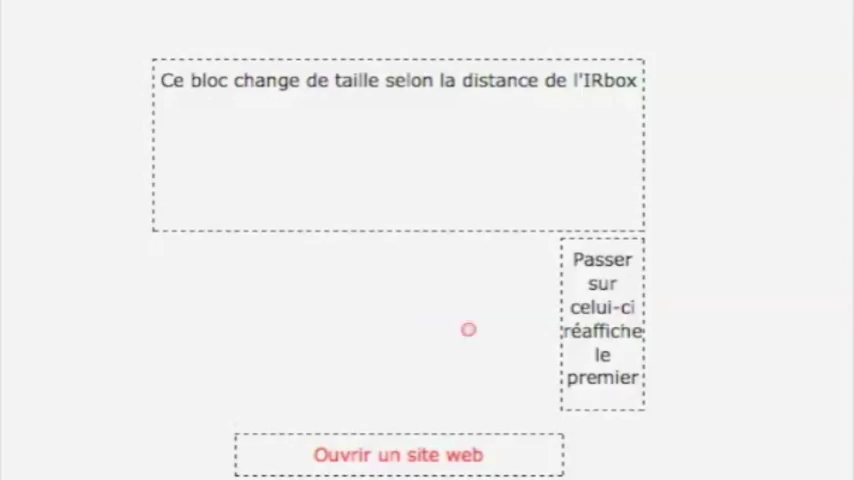 Ce bloc change de taille selon la distance de l'IRbox
Passer
sur
celui-ci
réaffiche
le
premier
Ouvrir un site web